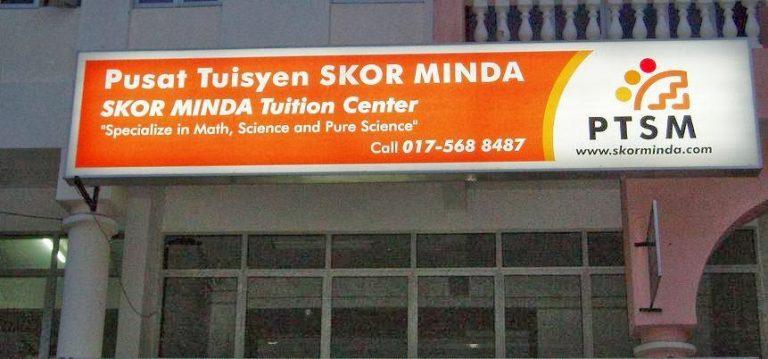 Pusat Tuisyen SKOR MINDA
SKOR MINDA Tuition Center
"Specialize in Math, Science and Pure Science"
Call 017-568 8487
PTSM
www.skorminda.com